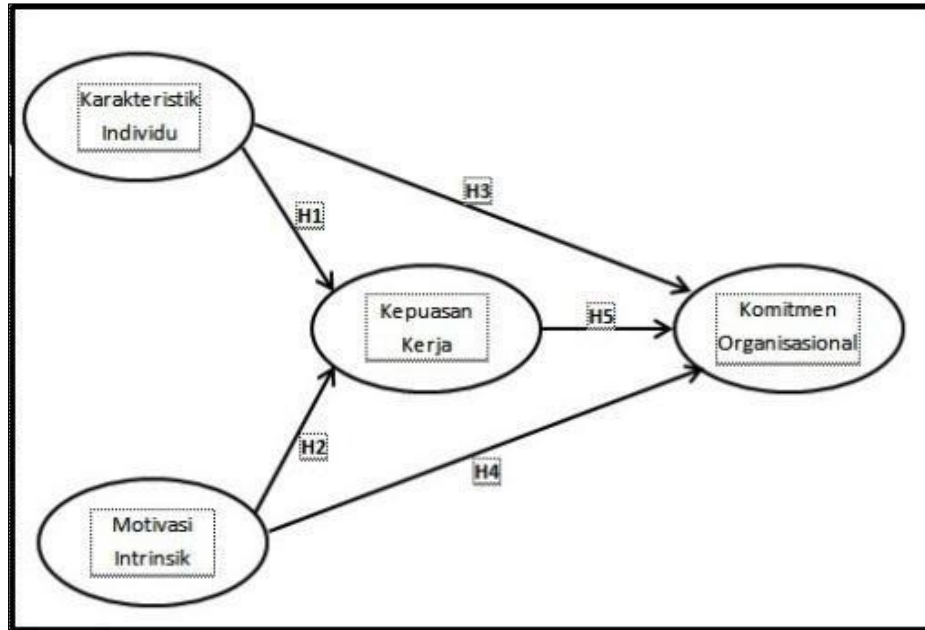 Karakteristik
Individu
H3
H1
Kepuasan
Kerja
H5
Komitmen
Organisasional
H2
H4
Motivasi
Intrinsik